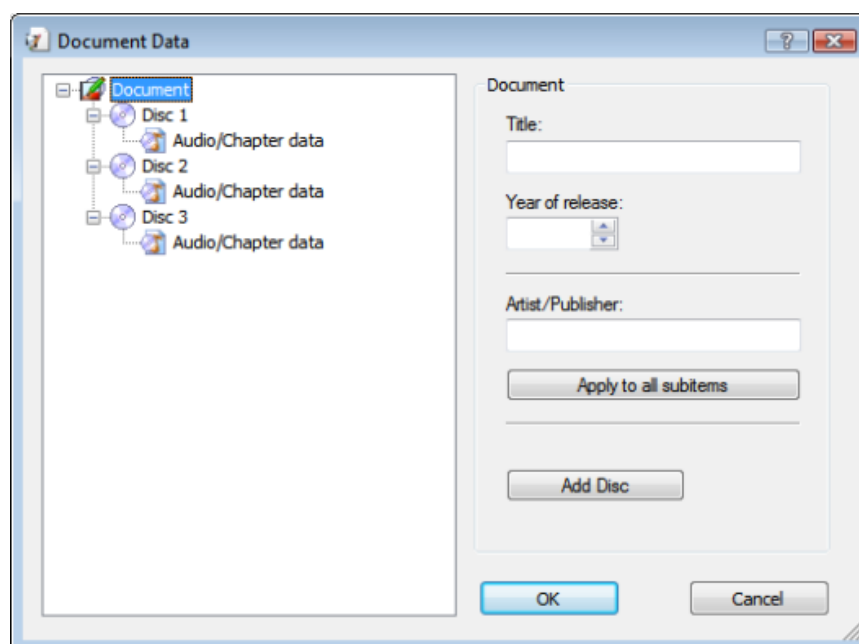 Document Data
Document
Disc 1
Audio/Chapter data
Disc 2
Audio/Chapter data
Disc 3
Audio/Chapter data
Document
Title:
Year of release:
Artist/Publisher:
Apply to all subitems
Add Disc
OK
Cancel